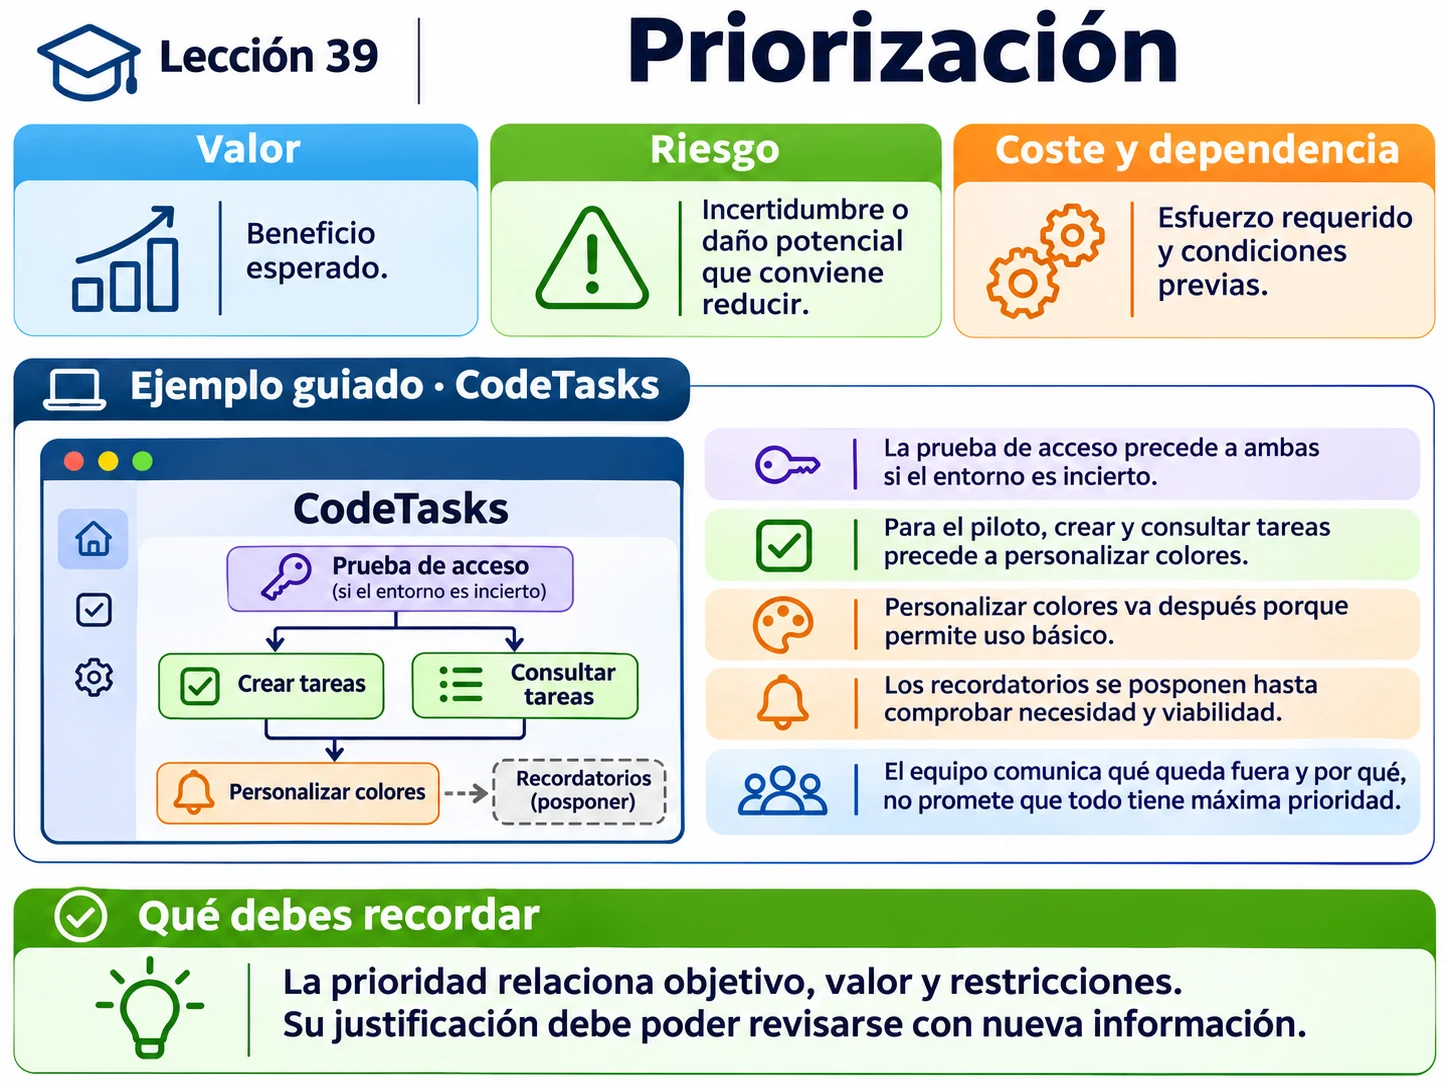 Lección 39
Priorización
Valor
Beneficio
esperado.
Riesgo
Incertidumbre o
daño potencial
que conviene
reducir.
Coste y dependencia
Esfuerzo requerido
y condiciones
previas.
Ejemplo guiado · CodeTasks
CodeTasks
Prueba de acceso
(si el entorno es incierto)
Crear tareas
Consultar
tareas
Personalizar colores
Recordatorios
(posponer)
La prueba de acceso precede a ambas
si el entorno es incierto.
Para el piloto, crear y consultar tareas
precede a personalizar colores.
Personalizar colores va después porque
permite uso básico.
Los recordatorios se posponen hasta
comprobar necesidad y viabilidad.
El equipo comunica qué queda fuera y por qué,
no promete que todo tiene máxima prioridad.
Qué debes recordar
La prioridad relaciona objetivo, valor y restricciones.
Su justificación debe poder revisarse con nueva información.